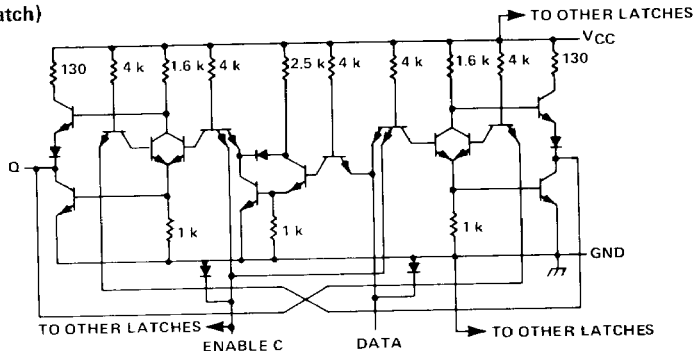 atch)
TO OTHER LATCHES
VCC
130
4 k
1.6 k
4 k
2.5 k
4 k
4 k
1.6 k
4 k
130
Q
1 k
1 k
1 k
GND
TO OTHER LATCHES
ENABLE C
DATA
TO OTHER LATCHES